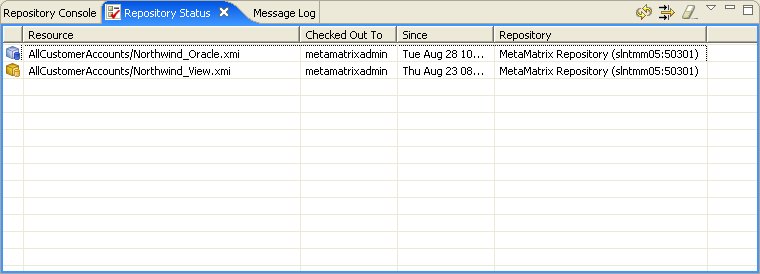 Repository Console Repository Status Message Log
Resource Checked Out To Since Repository
AllCustomerAccounts/Northwind_Oracle.xmi metamatrixadmin Tue Aug 28 10... MetaMatrix Repository (slntmm05:50301)
AllCustomerAccounts/Northwind_View.xmi metamatrixadmin Thu Aug 23 08... MetaMatrix Repository (slntmm05:50301)